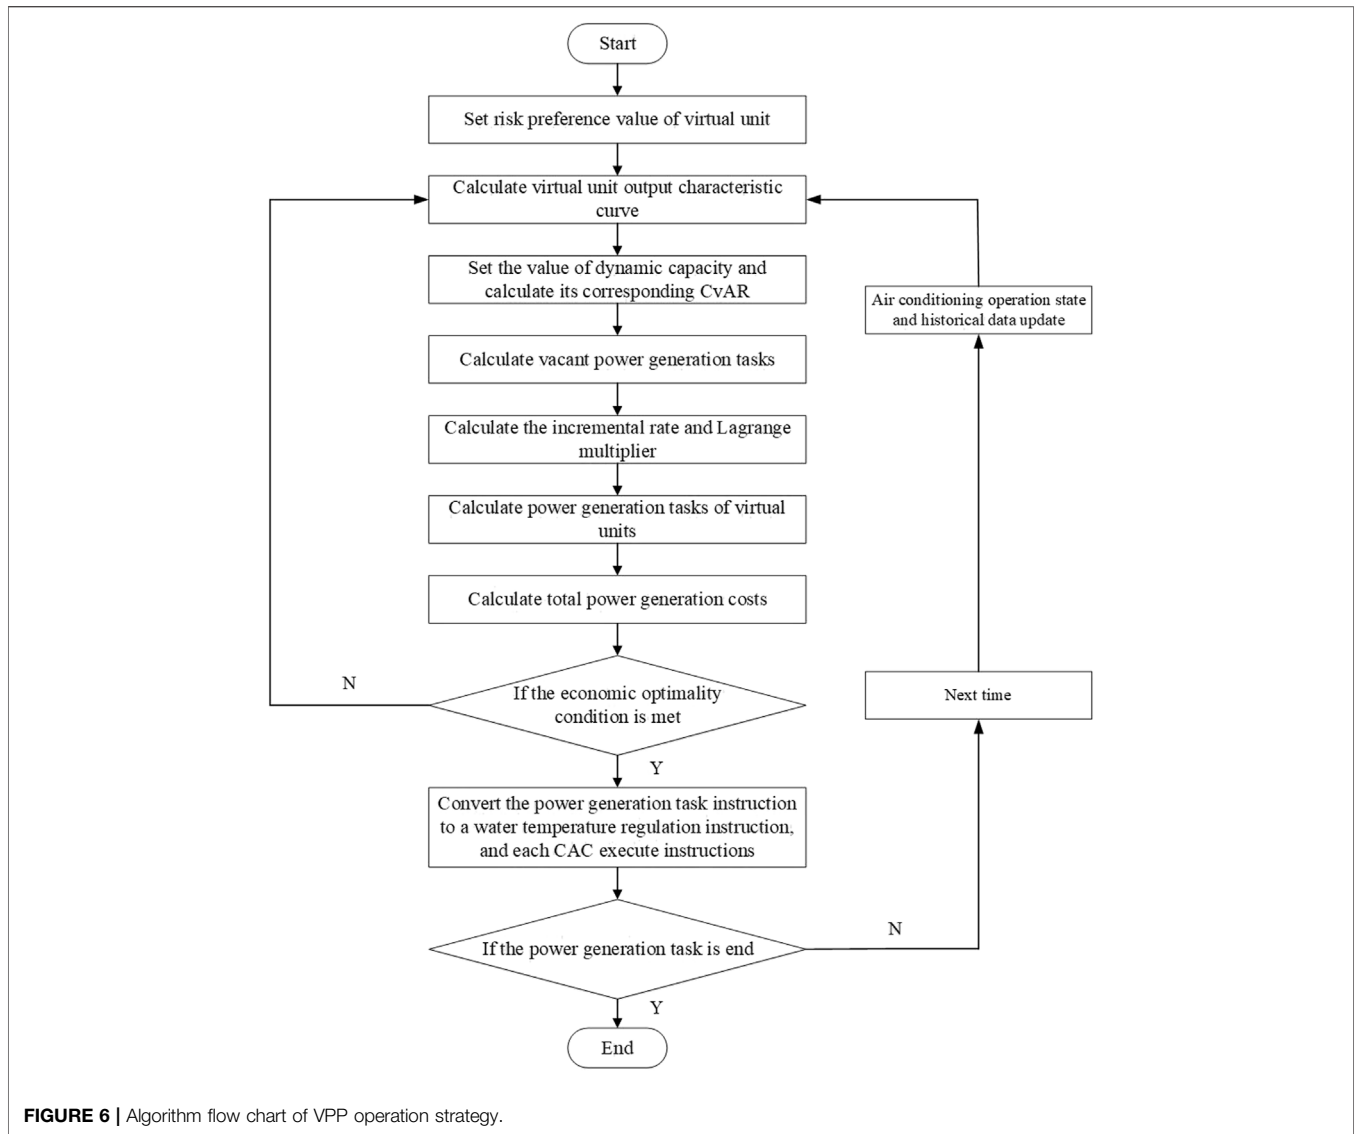 Start
Set risk preference value of virtual unit
Calculate virtual unit output characteristic
curve
Set the value of dynamic capacity and
calculate its corresponding CvAR
Air conditioning operation state
and historical data update
Calculate vacant power generation tasks
Calculate the incremental rate and Lagrange
multiplier
Calculate power generation tasks of virtual
units
Calculate total power generation costs
N
If the economic optimality
condition is met
Next time
Y
Convert the power generation task instruction
to a water temperature regulation instruction,
and each CAC execute instructions
N
If the power generation task is end
Y
End
FIGURE 6 | Algorithm flow chart of VPP operation strategy.